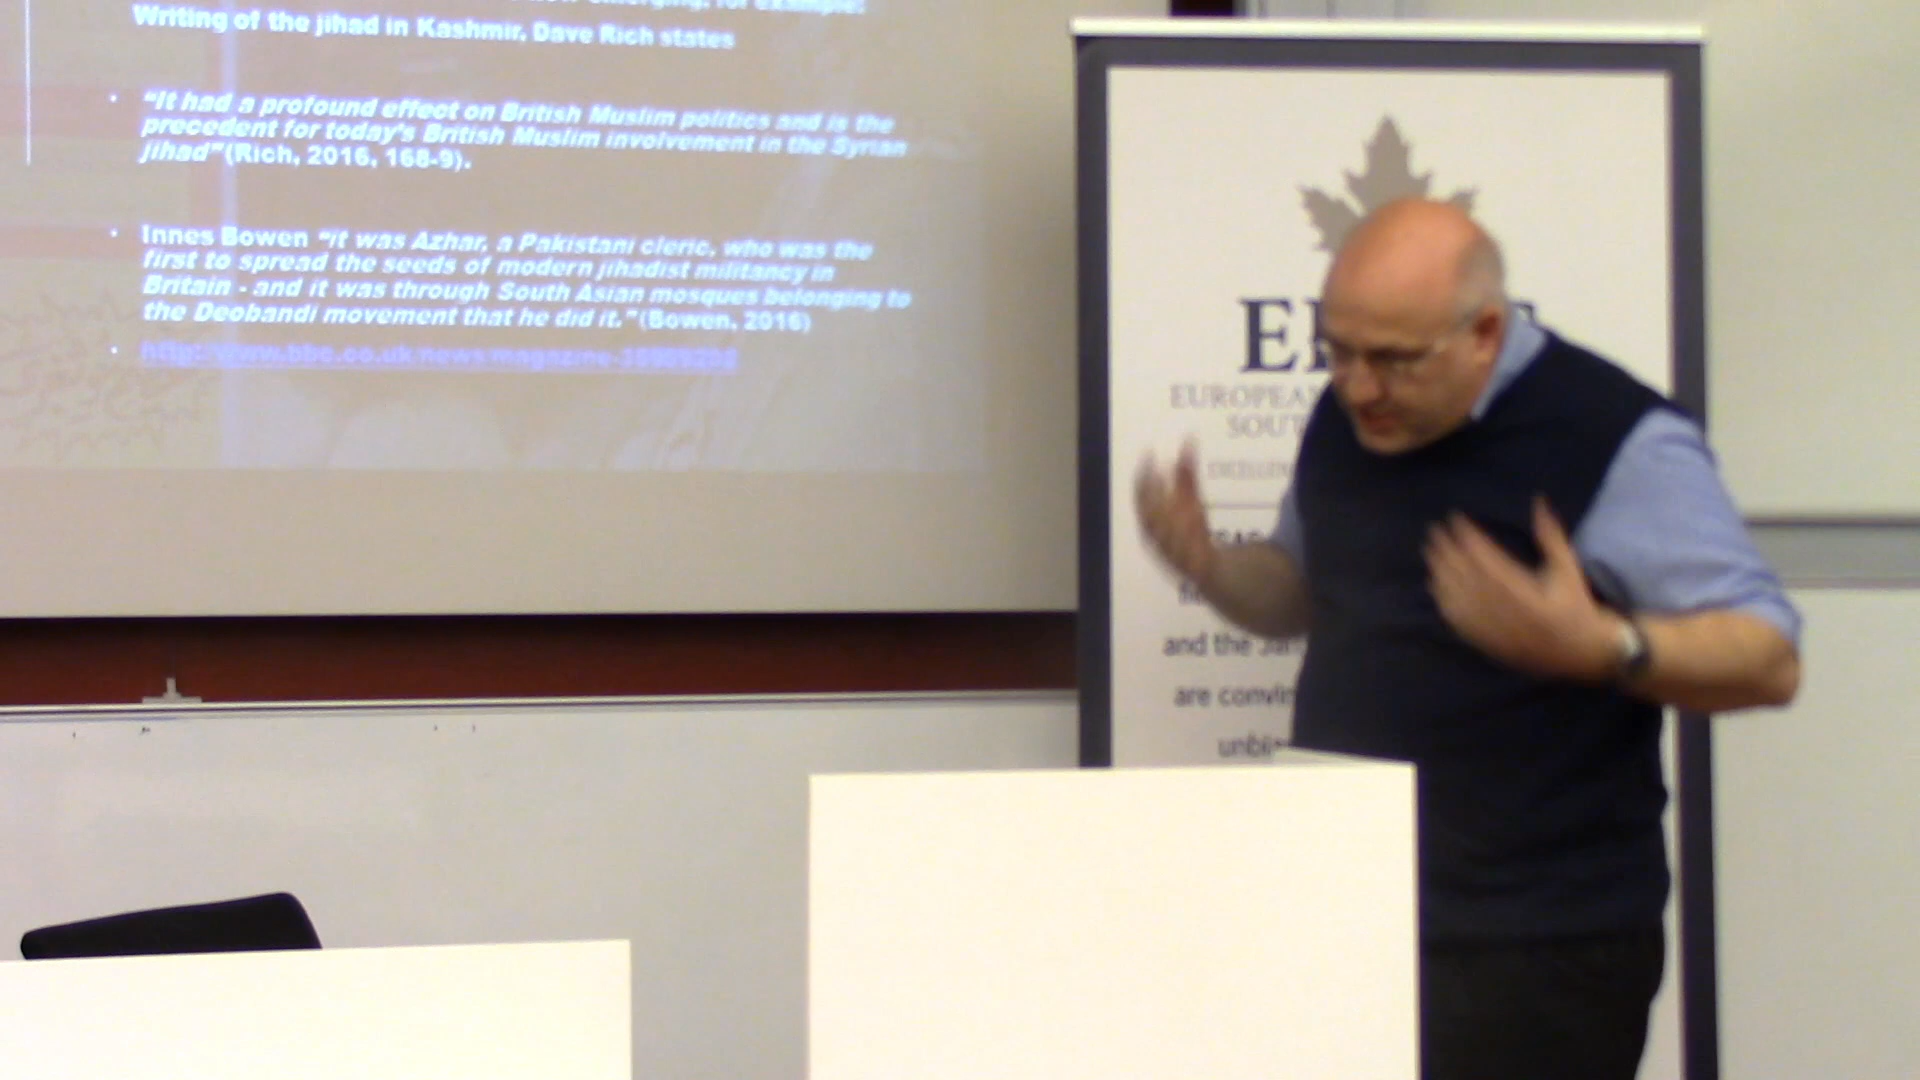 emerging, for example:
Writing of the jihad in Kashmir, Dave Rich states
• “It had a profound effect on British Muslim politics and is the
precedent for today's British Muslim involvement in the Syrian
jihad”(Rich, 2016, 168-9).
• Innes Bowen “it was Azhar, a Pakistani cleric, who was the
first to spread the seeds of modern jihadist militancy in
Britain - and it was through South Asian mosques belonging to
the Deobandi movement that he did it.”(Bowen, 2016)
EUROPEAN
SOUT
and the
are convin